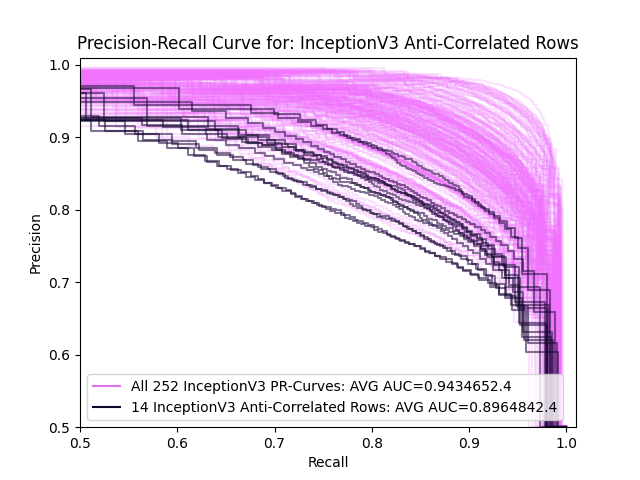 Precision-Recall Curve for: InceptionV3 Anti-Correlated Rows
1.0
0.9
0.8
0.7
0.6
0.5
Precision
All 252 InceptionV3 PR-Curves: AVG AUC=0.9434652.4
14 InceptionV3 Anti-Correlated Rows: AVG AUC=0.8964842.4
0.5 0.6 0.7 0.8 0.9 1.0
Recall